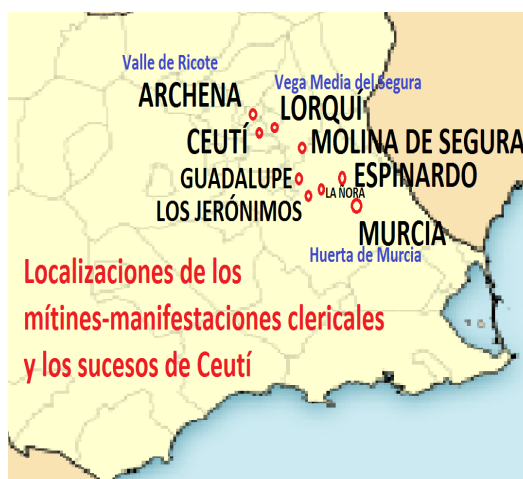 Valle de Ricote
Vega Media del Segura
ARCHENA
LORQUÍ
CEUTÍ
MOLINA DE SEGURA
GUADALUPE
ESPINARDO
LA ÑORA
LOS JERÓNIMOS
MURCIA
Huerta de Murcia
Localizaciones de los
mítines-manifestaciones clericales
y los sucesos de Ceutí